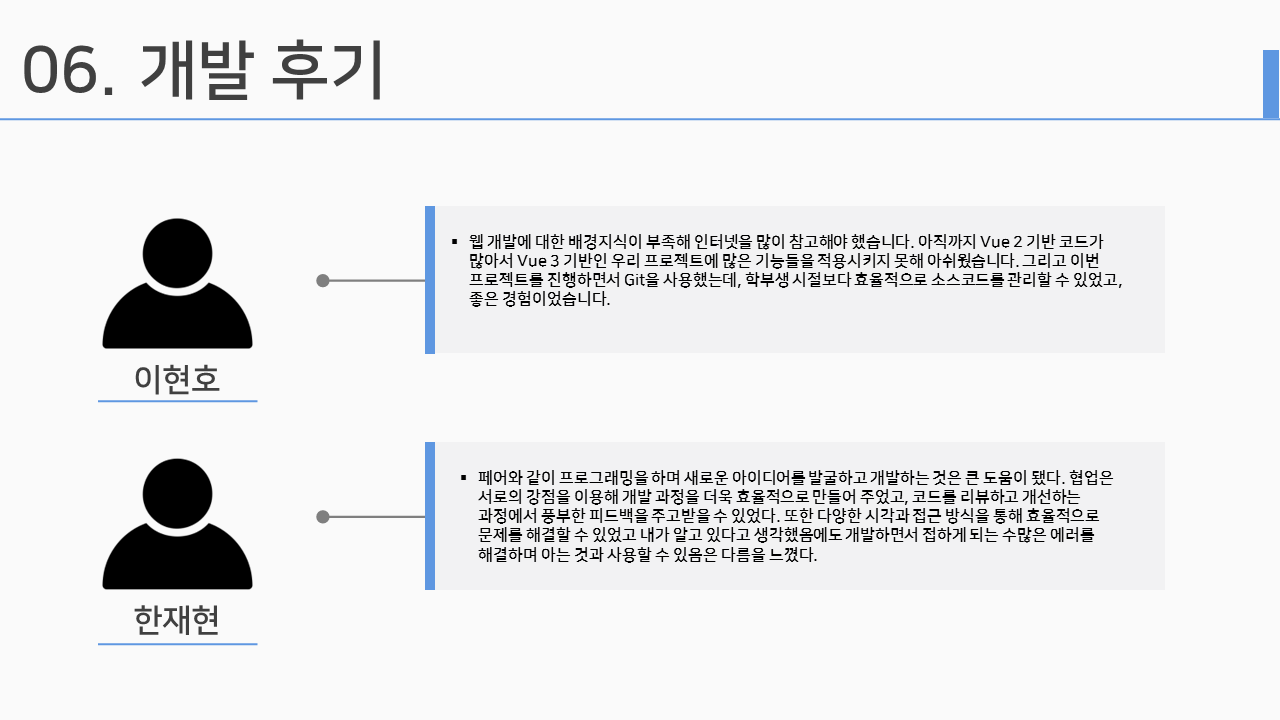 06. 개발 후기
▪ 웹 개발에 대한 배경지식이 부족해 인터넷을 많이 참고해야 했습니다. 아직까지 Vue 2 기반 코드가
많아서 Vue 3 기반인 우리 프로젝트에 많은 기능들을 적용시키지 못해 아쉬웠습니다. 그리고 이번
프로젝트를 진행하면서 Git을 사용했는데, 학부생 시절보다 효율적으로 소스코드를 관리할 수 있었고,
좋은 경험이었습니다.
이현호
▪ 페어와 같이 프로그래밍을 하며 새로운 아이디어를 발굴하고 개발하는 것은 큰 도움이 됐다. 협업은
서로의 강점을 이용해 개발 과정을 더욱 효율적으로 만들어 주었고, 코드를 리뷰하고 개선하는
과정에서 풍부한 피드백을 주고받을 수 있었다. 또한 다양한 시각과 접근 방식을 통해 효율적으로
문제를 해결할 수 있었고 내가 알고 있다고 생각했음에도 개발하면서 접하게 되는 수많은 에러를
해결하며 아는 것과 사용할 수 있음은 다름을 느꼈다.
한재현